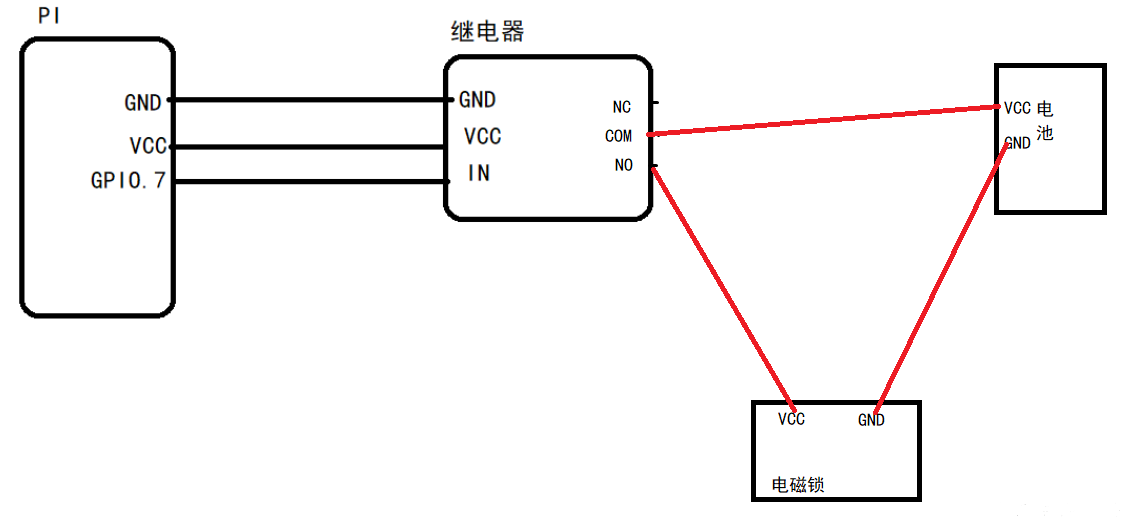 PI
GND
VCC
GPIO.7
继电器
GND
VCC
IN
NC
COM
NO
VCC 电
池
GND
VCC GND
电磁锁